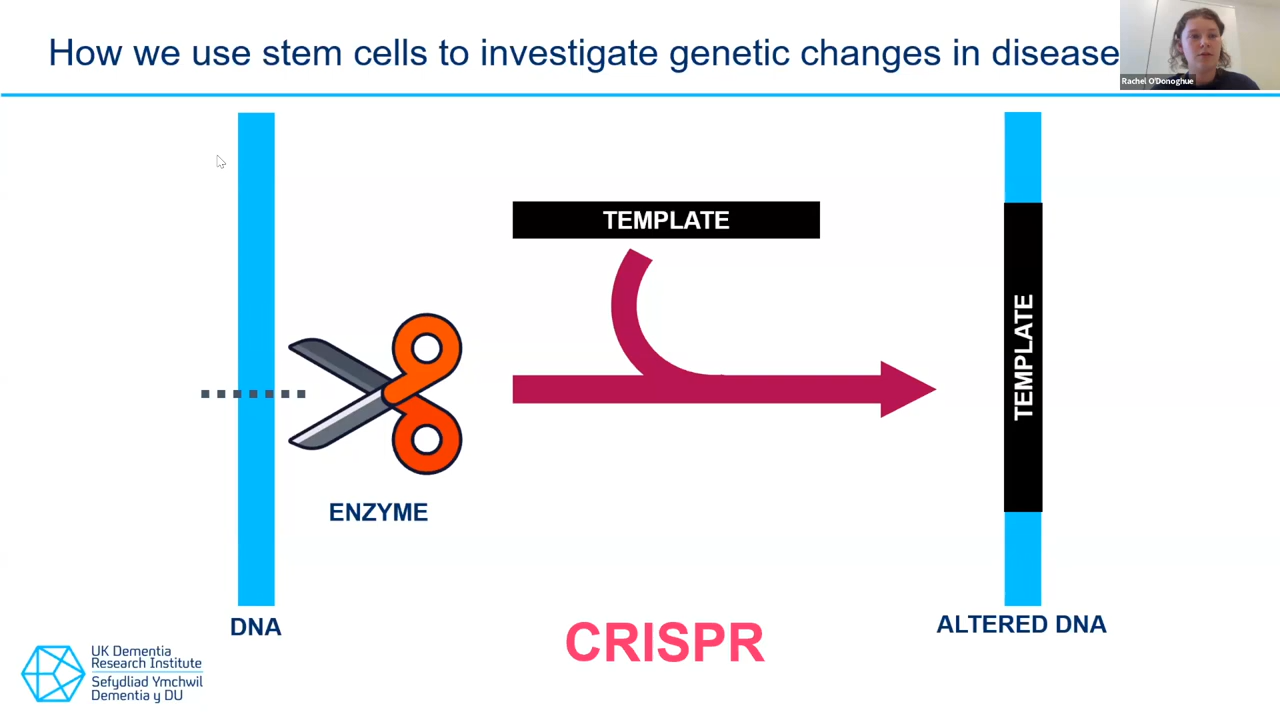 How we use stem cells to investigate genetic changes in disease
Rachel O'Donoghue
TEMPLATE
TEMPLATE
ENZYME
DNA
CRISPR
ALTERED DNA
UK Dementia
Research Institute
Sefydliad Ymchwil
Dementia y DU